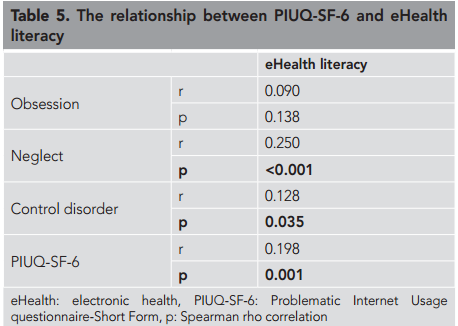 Table 5. The relationship between PIUQ-SF-6 and eHealth
literacy
eHealth literacy
Obsession
r 0.090
p 0.138
Neglect
r 0.250
p <0.001
Control disorder
r 0.128
p 0.035
PIUQ-SF-6
r 0.198
p 0.001
eHealth: electronic health, PIUQ-SF-6: Problematic Internet Usage
questionnaire-Short Form, p: Spearman rho correlation